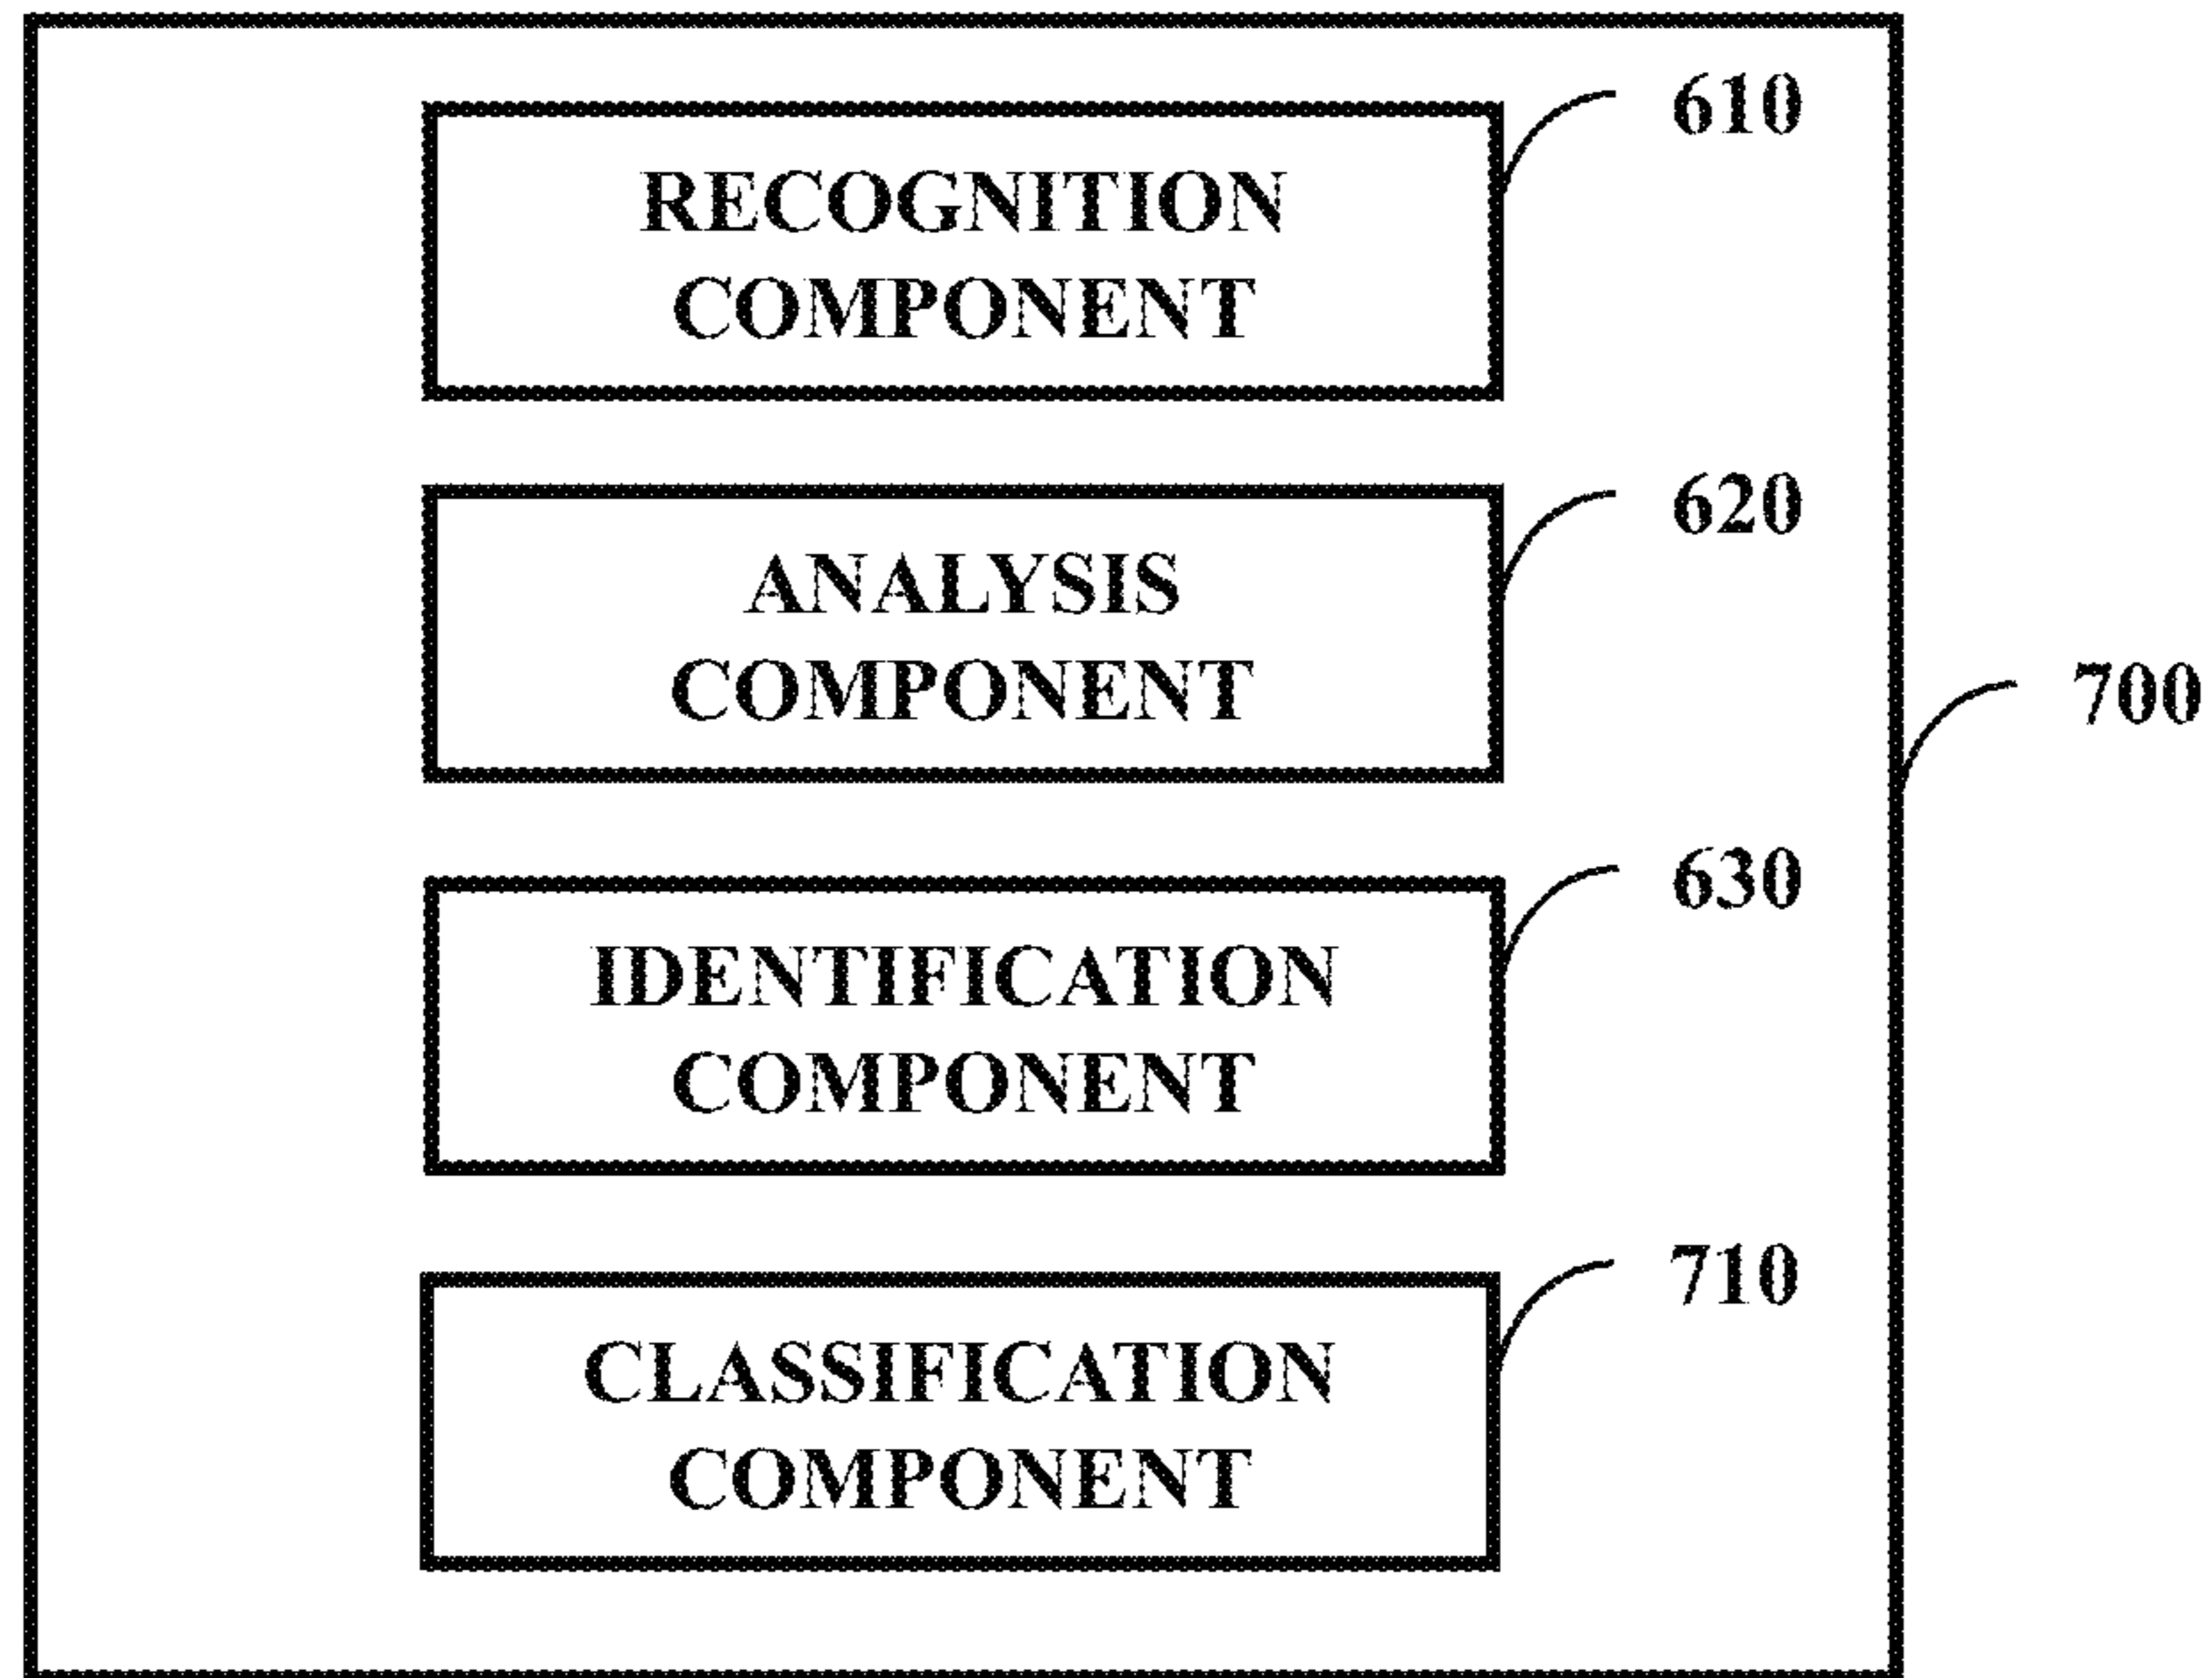 610
RECOGNITION
COMPONENT
620
ANALYSIS
COMPONENT
700
630
IDENTIFICATION
COMPONENT
710
CLASSIFICATION
COMPONENT